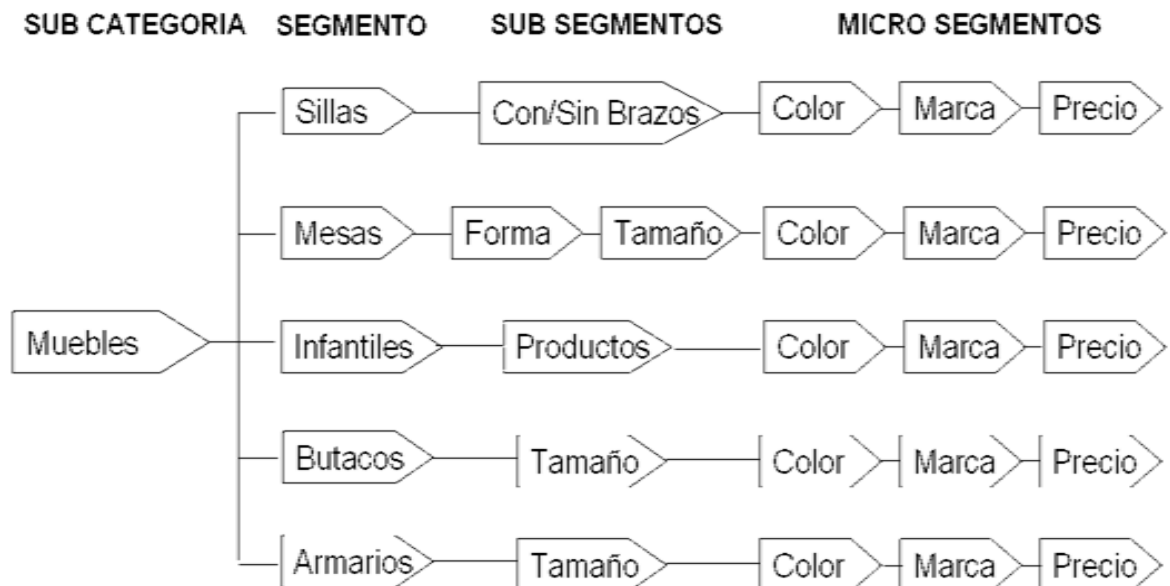 SUB CATEGORIA SEGMENTO SUB SEGMENTOS MICRO SEGMENTOS
Sillas Con/Sin Brazos Color Marca Precio
Mesas Forma Tamaño Color Marca Precio
Muebles Infantiles Productos Color Marca Precio
Butacos Tamaño Color Marca Precio
Armarios Tamaño Color Marca Precio